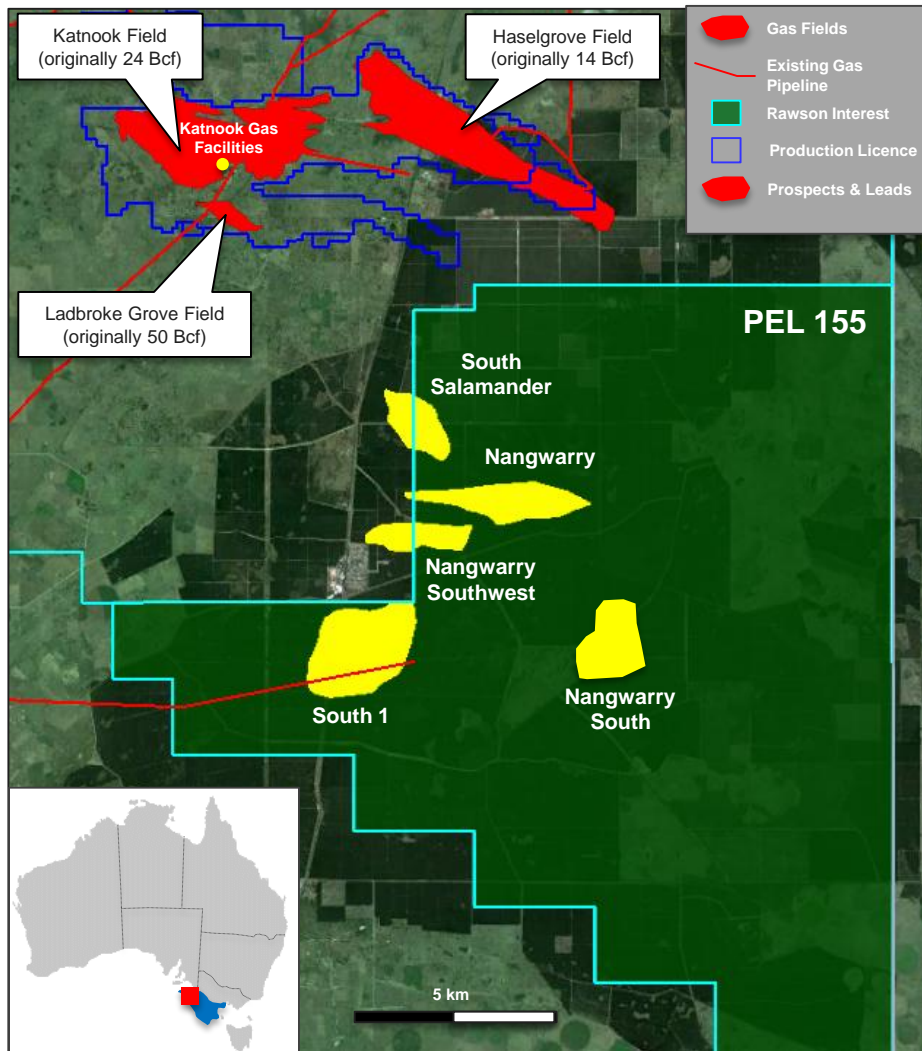 Katnook Field
(originally 24 Bcf)
Haselgrove Field
(originally 14 Bcf)
Gas Fields
Existing Gas
Pipeline
Rawson Interest
Production Licence
Prospects & Leads
Katnook Gas
Facilities
Ladbroke Grove Field
(originally 50 Bcf)
PEL 155
South
Salamander
Nangwarry
Nangwarry
Southwest
South 1
Nangwarry
South
5 km